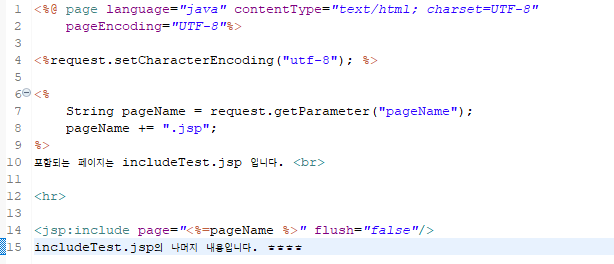 1 <%@ page language="java" contentType="text/html; charset=UTF-8"
2 pageEncoding="UTF-8"%>
3
4 <%request.setCharacterEncoding("utf-8"); %>
5
6 <%
7 String pageName = request.getParameter("pageName");
8 pageName += ".jsp";
9 %>
10 포함되는 페이지는 includeTest.jsp 입니다. <br>
11
12 <hr>
13
14 <jsp:include page="<%=pageName %>" flush="false"/>
15 includeTest.jsp의 나머지 내용입니다.